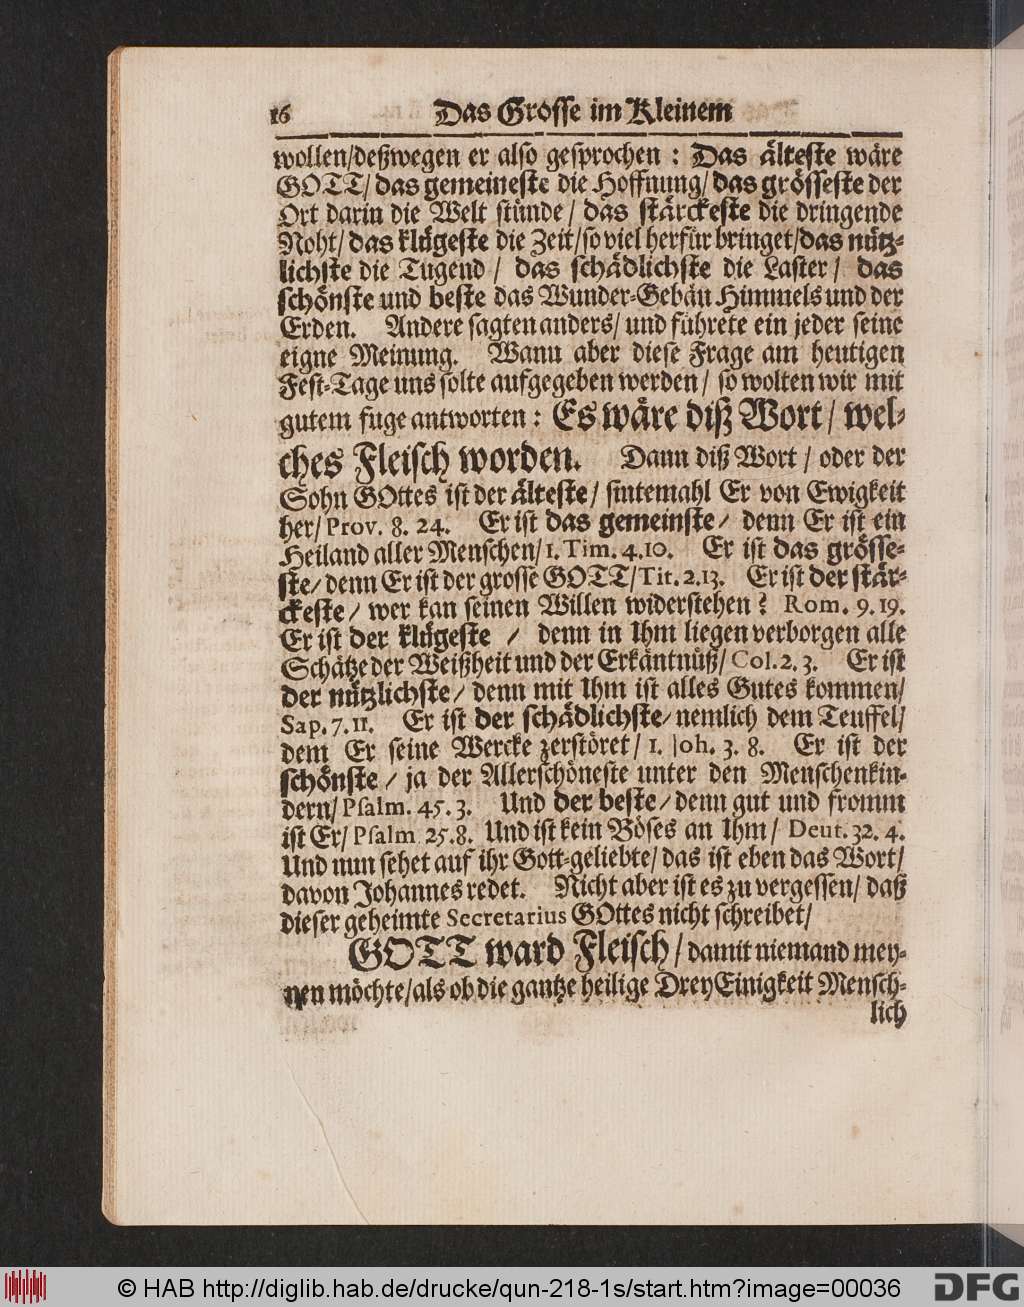 16 Das Grosse im Kleinem
wollen/deßwegen er also gesprochen : Das älteste wäre
GOTT/ das gemeineste die Hoffnung/ das grösseste der
Ort darin die Welt stünde / das stärckeste die dringende
Noht/ das klügeste die Zeit/so viel herfür bringet/das nütz-
lichste die Tugend / das schädlichste die Laster / das
schönste und beste das Wunder-Gebäu Himmels und der
Erden. Andere sagten anders/ und führete ein jeder seine
eigne Meinung. Wann aber diese Frage am heutigen
Fest-Tage uns solte aufgegeben werden / so wolten wir mit
gutem fuge antworten : Es wäre diß Wort / wel-
ches Fleisch worden. Dann diß Wort / oder der
Sohn GOttes ist der älteste/ sintemahl Er von Ewigkeit
her/ Prov. 8. 24. Er ist das gemeinste/ denn Er ist ein
Heiland aller Menschen/ 1. Tim. 4. 10. Er ist das grösse-
ste/ denn Er ist der grosse GOTT/ Tit. 2. 13. Er ist der stär-
ckeste / wer kan seinen Willen widerstehen? Rom. 9. 19.
Er ist der klügeste / denn in Ihm liegen verborgen alle
Schätze der Weißheit und der Erkäntnüß/ Col. 2. 3. Er ist
der nützlichste/ denn mit Ihm ist alles Gutes kommen/
Sap. 7. 11. Er ist der schädlichste/ nemlich dem Teuffel/
dem Er seine Wercke zerstöret/ 1. Joh. 3. 8. Er ist der
schönste / ja der Allerschöneste unter den Menschenkin-
dern/ Psalm. 45. 3. Und der beste/ denn gut und fromm
ist Er/ Psalm 25. 8. Und ist kein Böses an Ihm / Deut. 32. 4.
Und nun sehet auf ihr Gott-geliebte/ das ist eben das Wort/
davon Johannes redet. Nicht aber ist es zu vergessen/ daß
dieser geheimte Secretarius GOttes nicht schreibet/
GOTT ward Fleisch / damit niemand mey-
nen möchte/als ob die gantze heilige DreyEinigkeit Mensch-
lich
© HAB http://diglib.hab.de/drucke/qun-218-1s/start.htm?image=00036
DFG